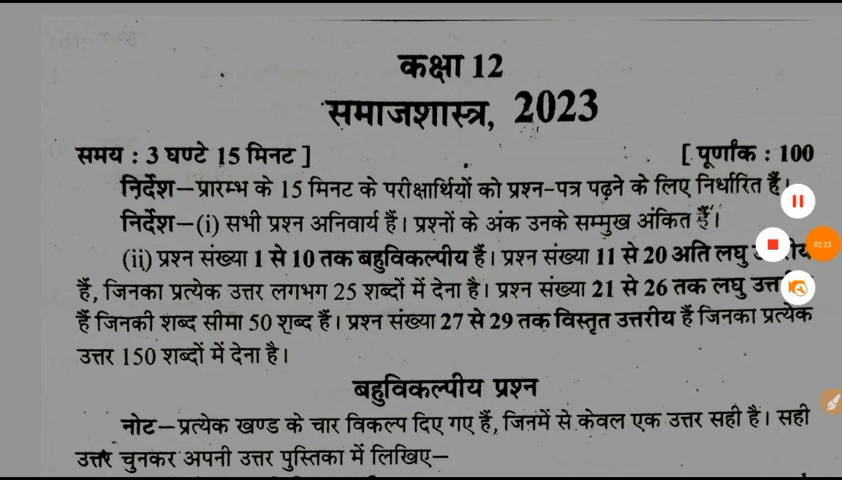 कक्षा 12
समाजशास्त्र, 2023
समय : 3 घण्टे 15 मिनट ] [ पूर्णांक : 100
निर्देश—प्रारम्भ के 15 मिनट के परीक्षार्थियों को प्रश्न-पत्र पढ़ने के लिए निर्धारित हैं।
निर्देश—(i) सभी प्रश्न अनिवार्य हैं। प्रश्नों के अंक उनके सम्मुख अंकित हैं।
(ii) प्रश्न संख्या 1 से 10 तक बहुविकल्पीय हैं। प्रश्न संख्या 11 से 20 अति लघु
02:23
हैं, जिनका प्रत्येक उत्तर लगभग 25 शब्दों में देना है। प्रश्न संख्या 21 से 26 तक लघु
हैं जिनकी शब्द सीमा 50 शब्द हैं। प्रश्न संख्या 27 से 29 तक विस्तृत उत्तरीय हैं जिनका प्रत्येक
उत्तर 150 शब्दों में देना है।
बहुविकल्पीय प्रश्न
नोट—प्रत्येक खण्ड के चार विकल्प दिए गए हैं, जिनमें से केवल एक उत्तर सही है। सही
उत्तर चुनकर अपनी उत्तर पुस्तिका में लिखिए—